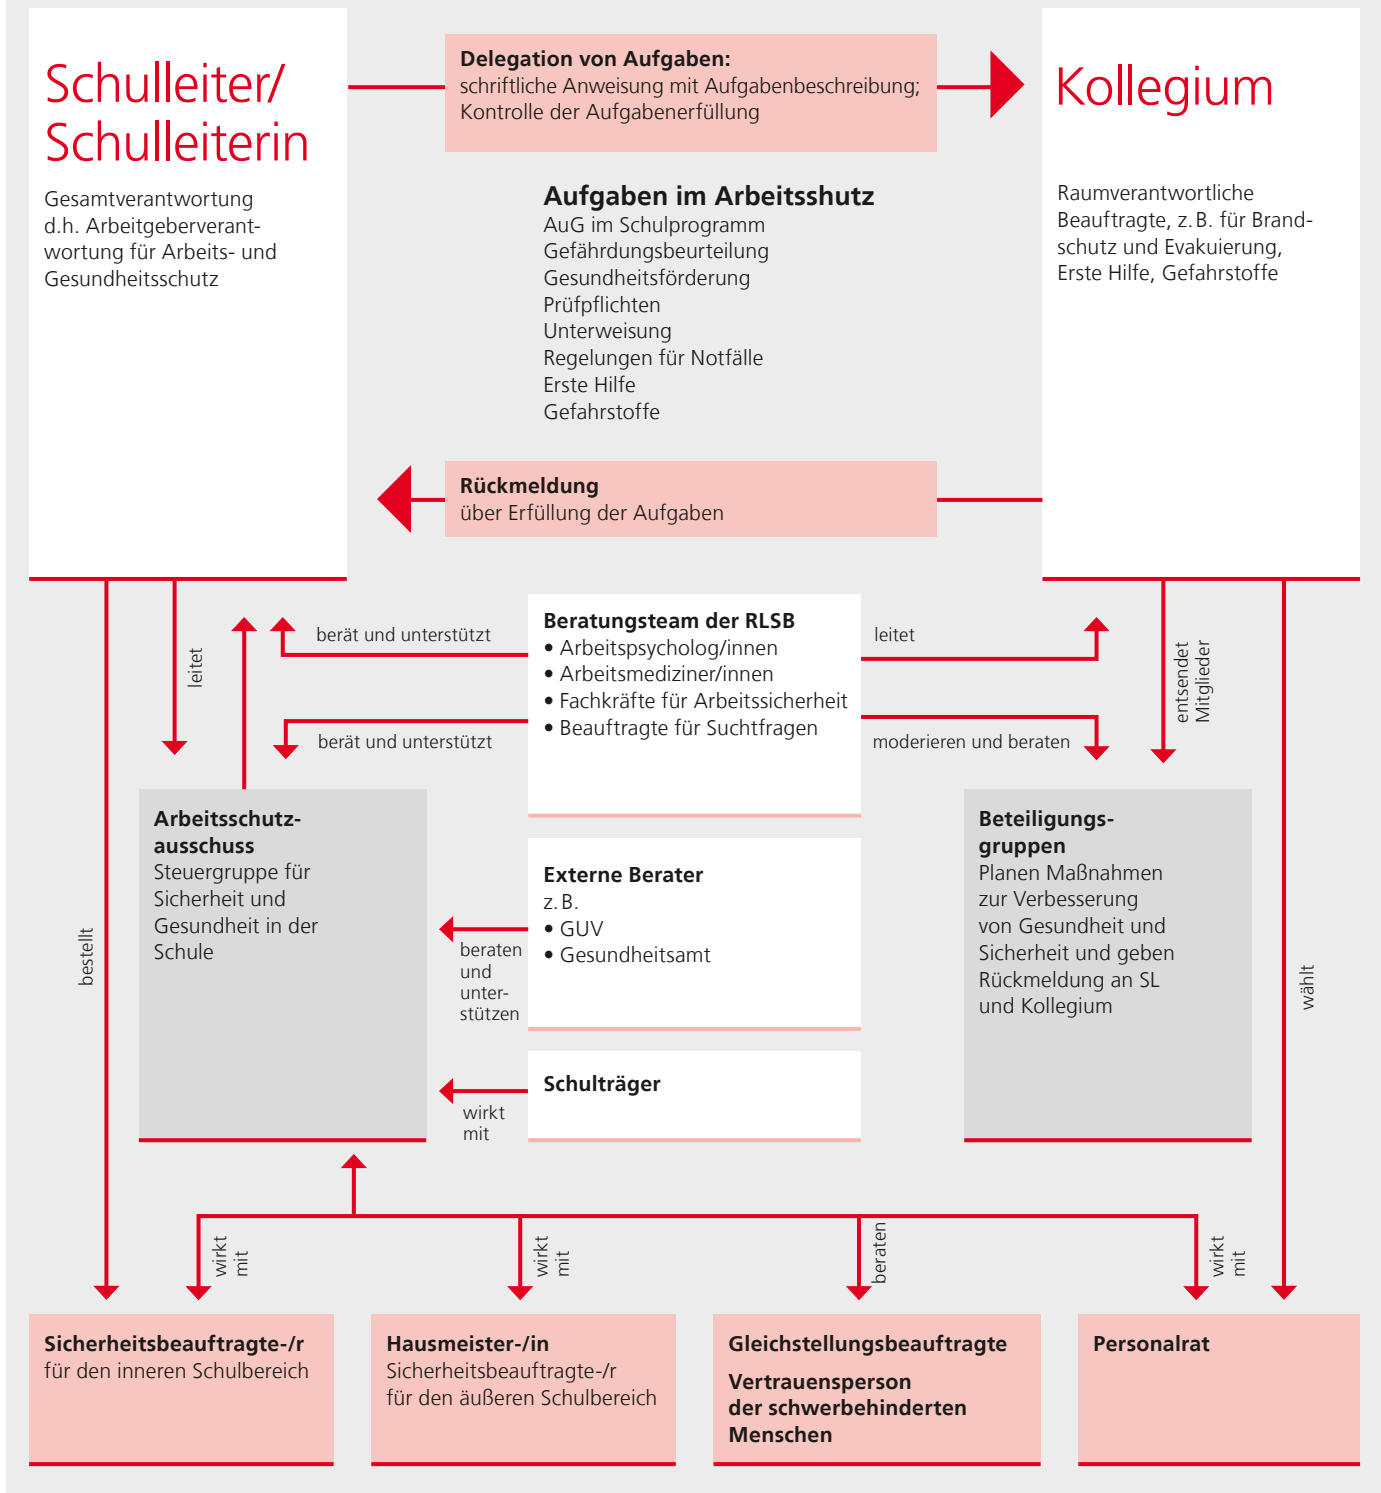 Schulleiter/
Schulleiterin
Gesamtverantwortung
d.h. Arbeitgeberverant-
wortung für Arbeits- und
Gesundheitsschutz
Delegation von Aufgaben:
schriftliche Anweisung mit Aufgabenbeschreibung;
Kontrolle der Aufgabenerfüllung
Kollegium
Raumverantwortliche
Beauftragte, z. B. für Brand-
schutz und Evakuierung,
Erste Hilfe, Gefahrstoffe
Aufgaben im Arbeitsshutz
AuG im Schulprogramm
Gefährdungsbeurteilung
Gesundheitsförderung
Prüfpflichten
Unterweisung
Regelungen für Notfälle
Erste Hilfe
Gefahrstoffe
Rückmeldung
über Erfüllung der Aufgaben
leitet
berät und unterstützt
berät und unterstützt
Beratungsteam der RLSB
• Arbeitspsycholog/innen
• Arbeitsmediziner/innen
• Fachkräfte für Arbeitssicherheit
• Beauftragte für Suchtfragen
leitet
moderieren und beraten
entsendet
Mitglieder
bestellt
Arbeitsschutz-
ausschuss
Steuergruppe für
Sicherheit und
Gesundheit in der
Schule
beraten
und
unter-
stützen
Externe Berater
z. B.
• GUV
• Gesundheitsamt
wirkt
mit
Schulträger
Beteiligungs-
gruppen
Planen Maßnahmen
zur Verbesserung
von Gesundheit und
Sicherheit und geben
Rückmeldung an SL
und Kollegium
wählt
wirkt
mit
wirkt
mit
beraten
wirkt
mit
Sicherheitsbeauftragte-/r
für den inneren Schulbereich
Hausmeister-/in
Sicherheitsbeauftragte-/r
für den äußeren Schulbereich
Gleichstellungsbeauftragte
Vertrauensperson
der schwerbehinderten
Menschen
Personalrat